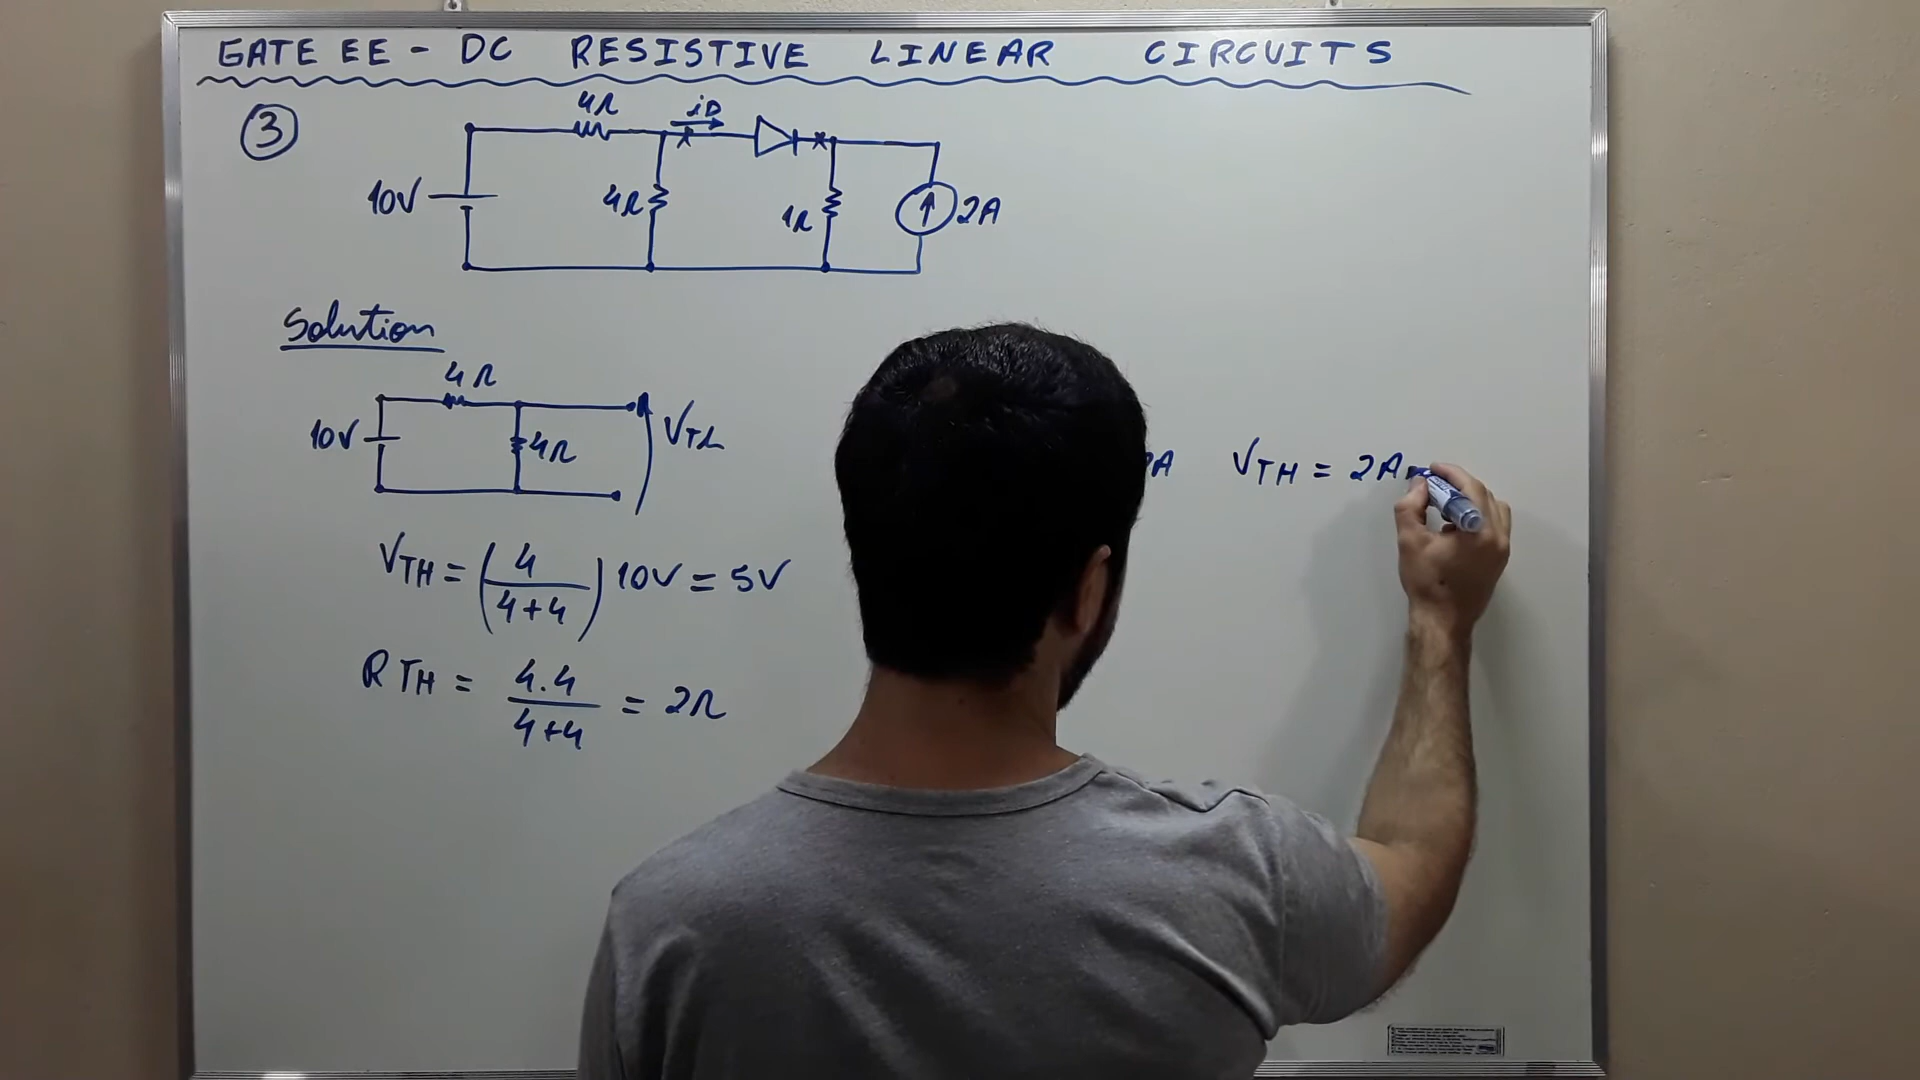 GATE EE - DC RESISTIVE LINEAR CIRCUITS
3
4Ω
iD
10V
4Ω
1Ω
2A
Solution
4Ω
10V
4Ω
VTh
A
VTH = 2A
VTH = (4/4+4) 10V = 5V
RTH = 4.4/4+4 = 2Ω